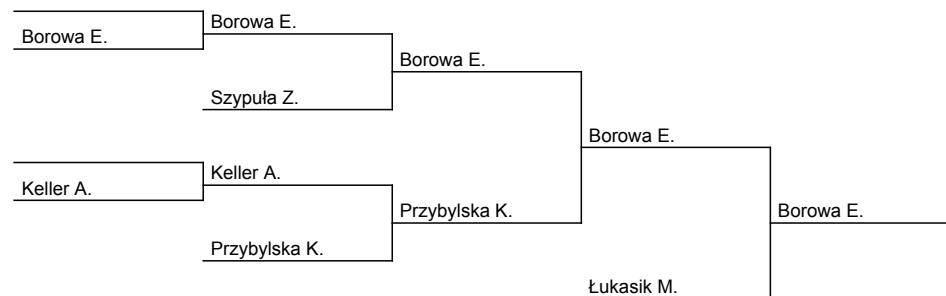 Borowa E.
Borowa E.
Borowa E.
Szypuła Z.
Borowa E.
Keller A.
Keller A.
Przybylska K.
Borowa E.
Przybylska K.
Łukasik M.